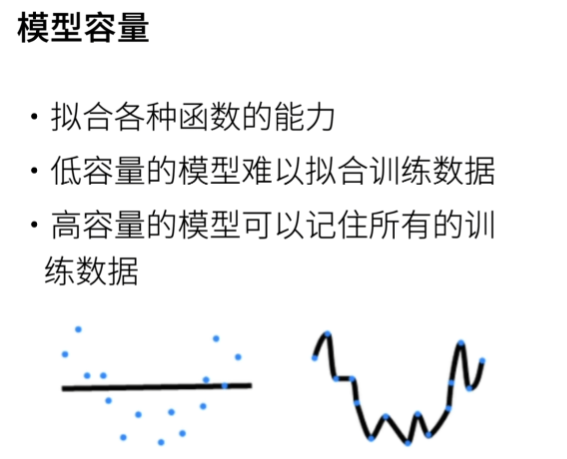 模型容量
• 拟合各种函数的能力
• 低容量的模型难以拟合训练数据
• 高容量的模型可以记住所有的训
练数据